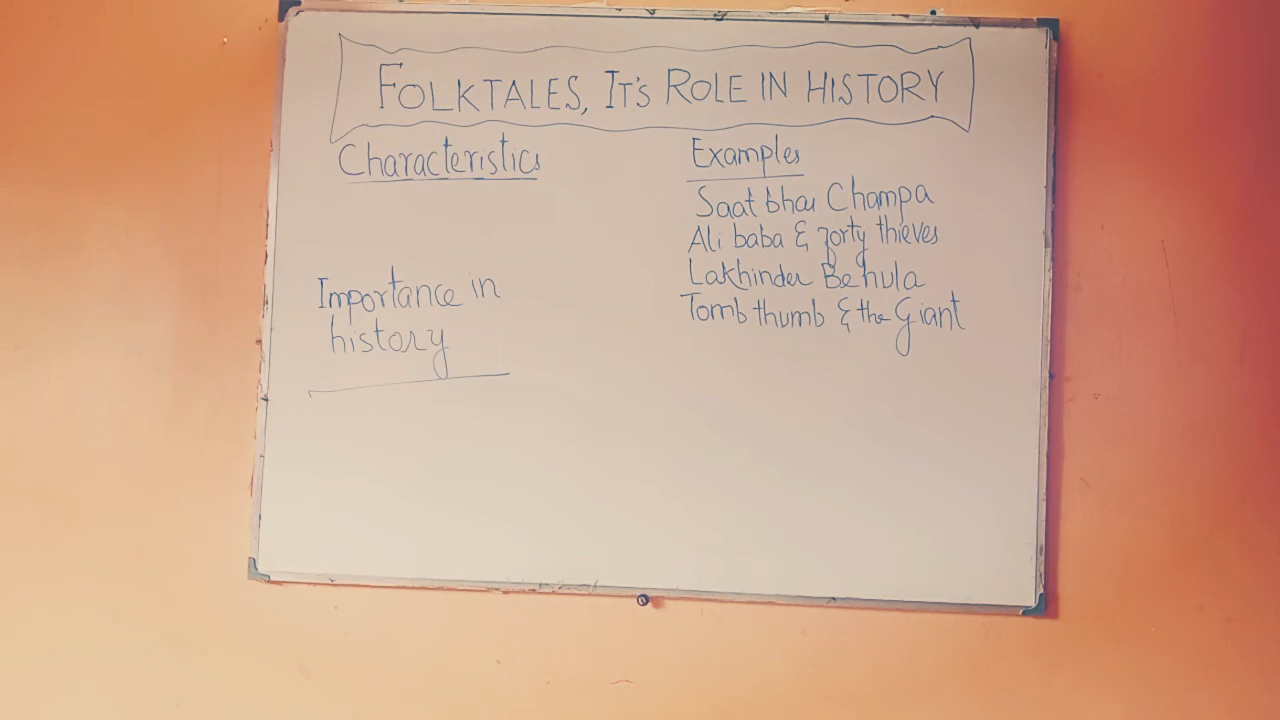 FOLKTALES, IT'S ROLE IN HISTORY
Characteristics
Importance in
history
Examples
Saat bhai Champa
Ali baba & forty thieves
Lakhinder Behula
Tomb thumb & the Giant